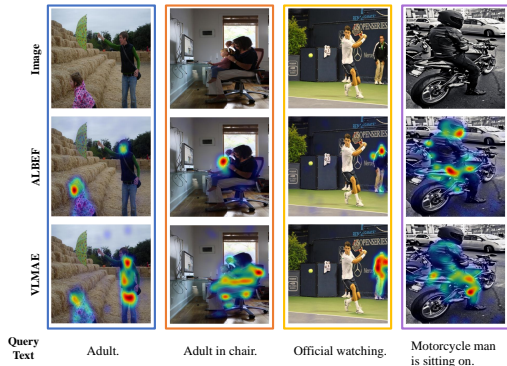 Image
ALBEF
VLMAE
Query
Text
Adult.
Adult in chair.
Official watching.
Motorcycle man
is sitting on.